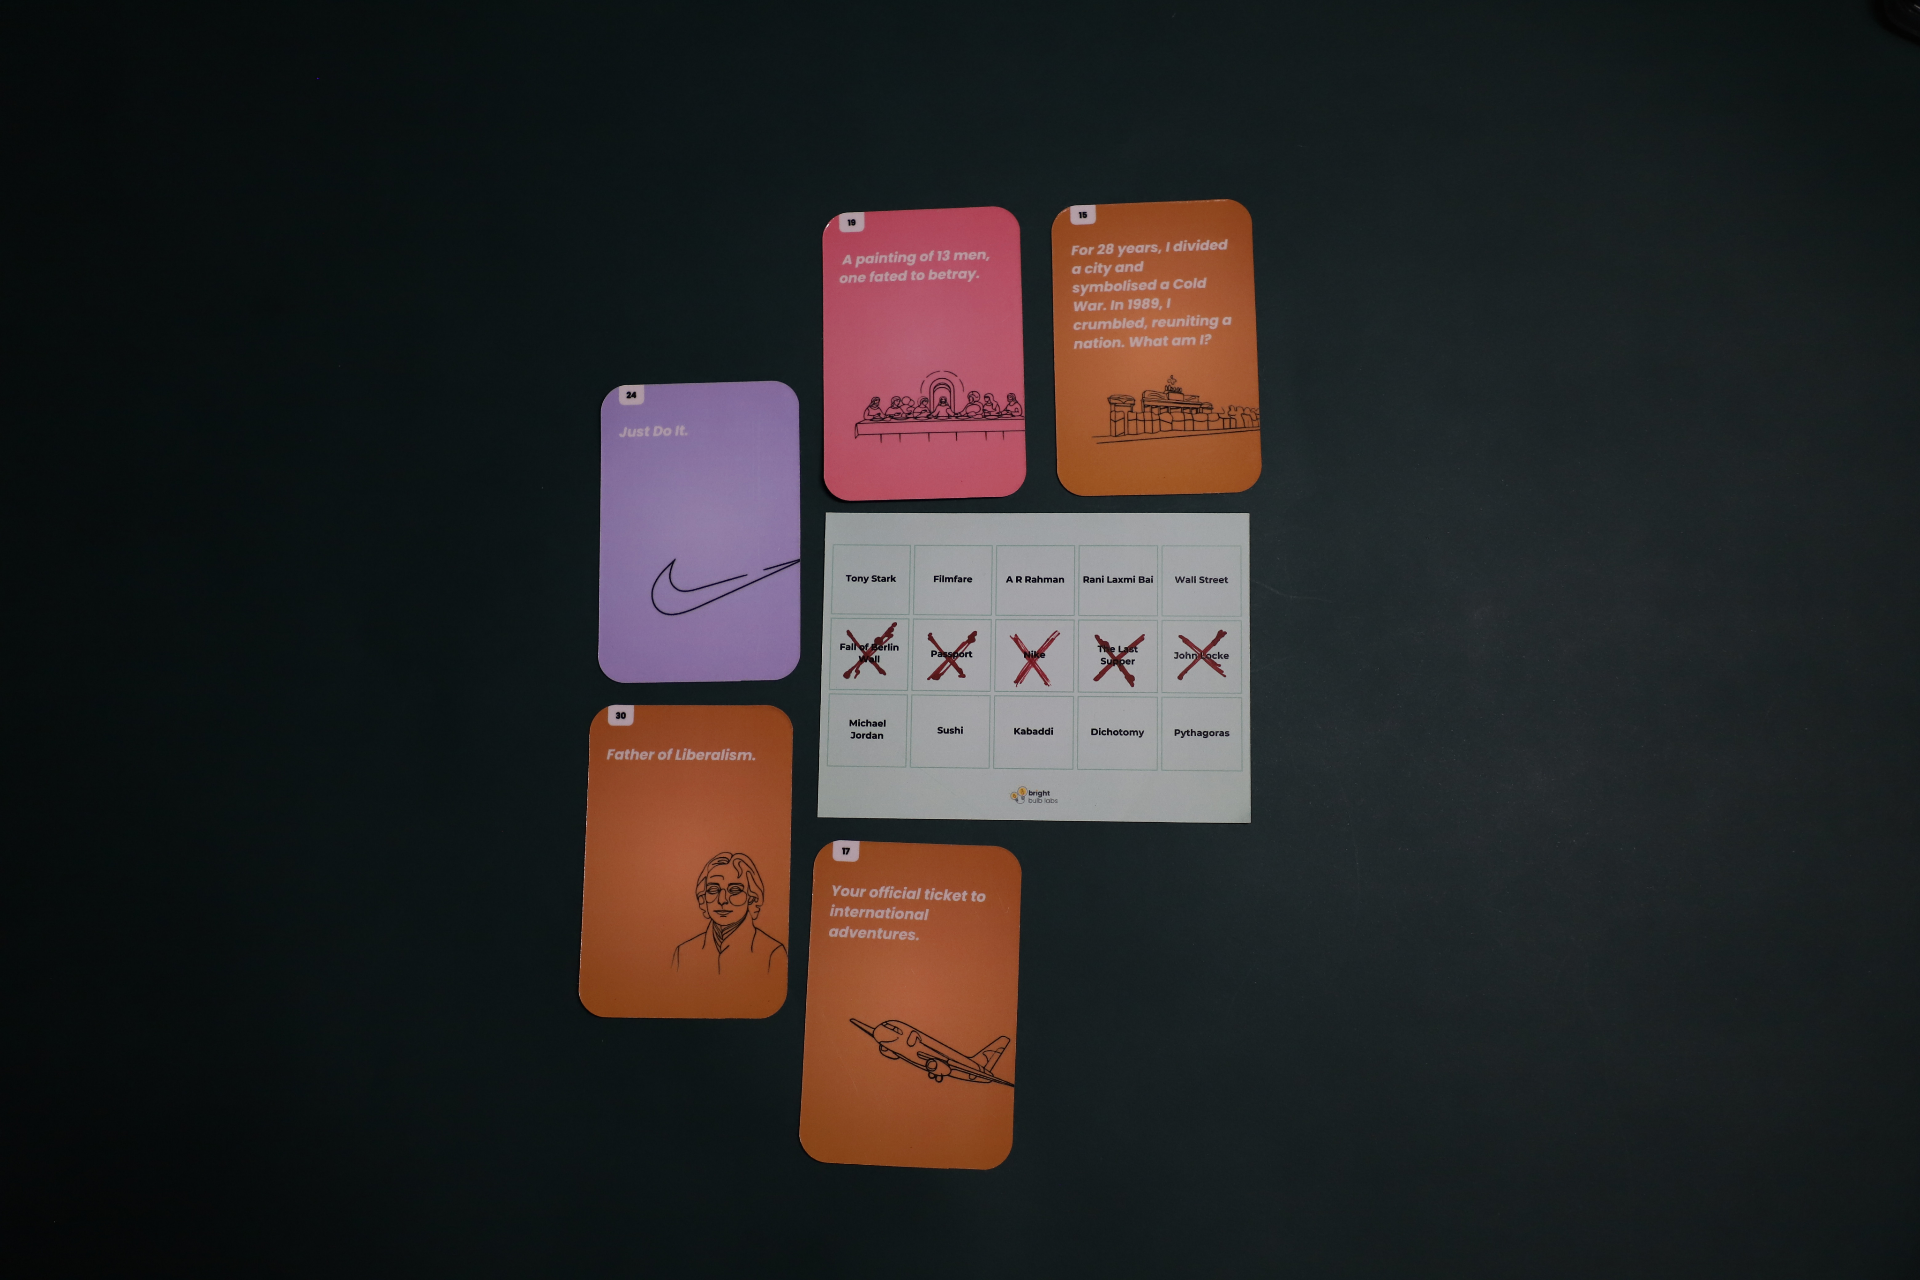 19
A painting of 13 men,
one fated to betray.
15
For 28 years, I divided
a city and
symbolised a Cold
War. In 1989, I
crumbled, reuniting a
nation. What am I?
24
Just Do It.
Tony Stark
Filmfare
A R Rahman
Rani Laxmi Bai
Wall Street
Fall of Berlin
Wall
Passport
Nike
The Last
Supper
John Locke
Michael
Jordan
Sushi
Kabaddi
Dichotomy
Pythagoras
bright
bulb labs
30
Father of Liberalism.
17
Your official ticket to
international
adventures.